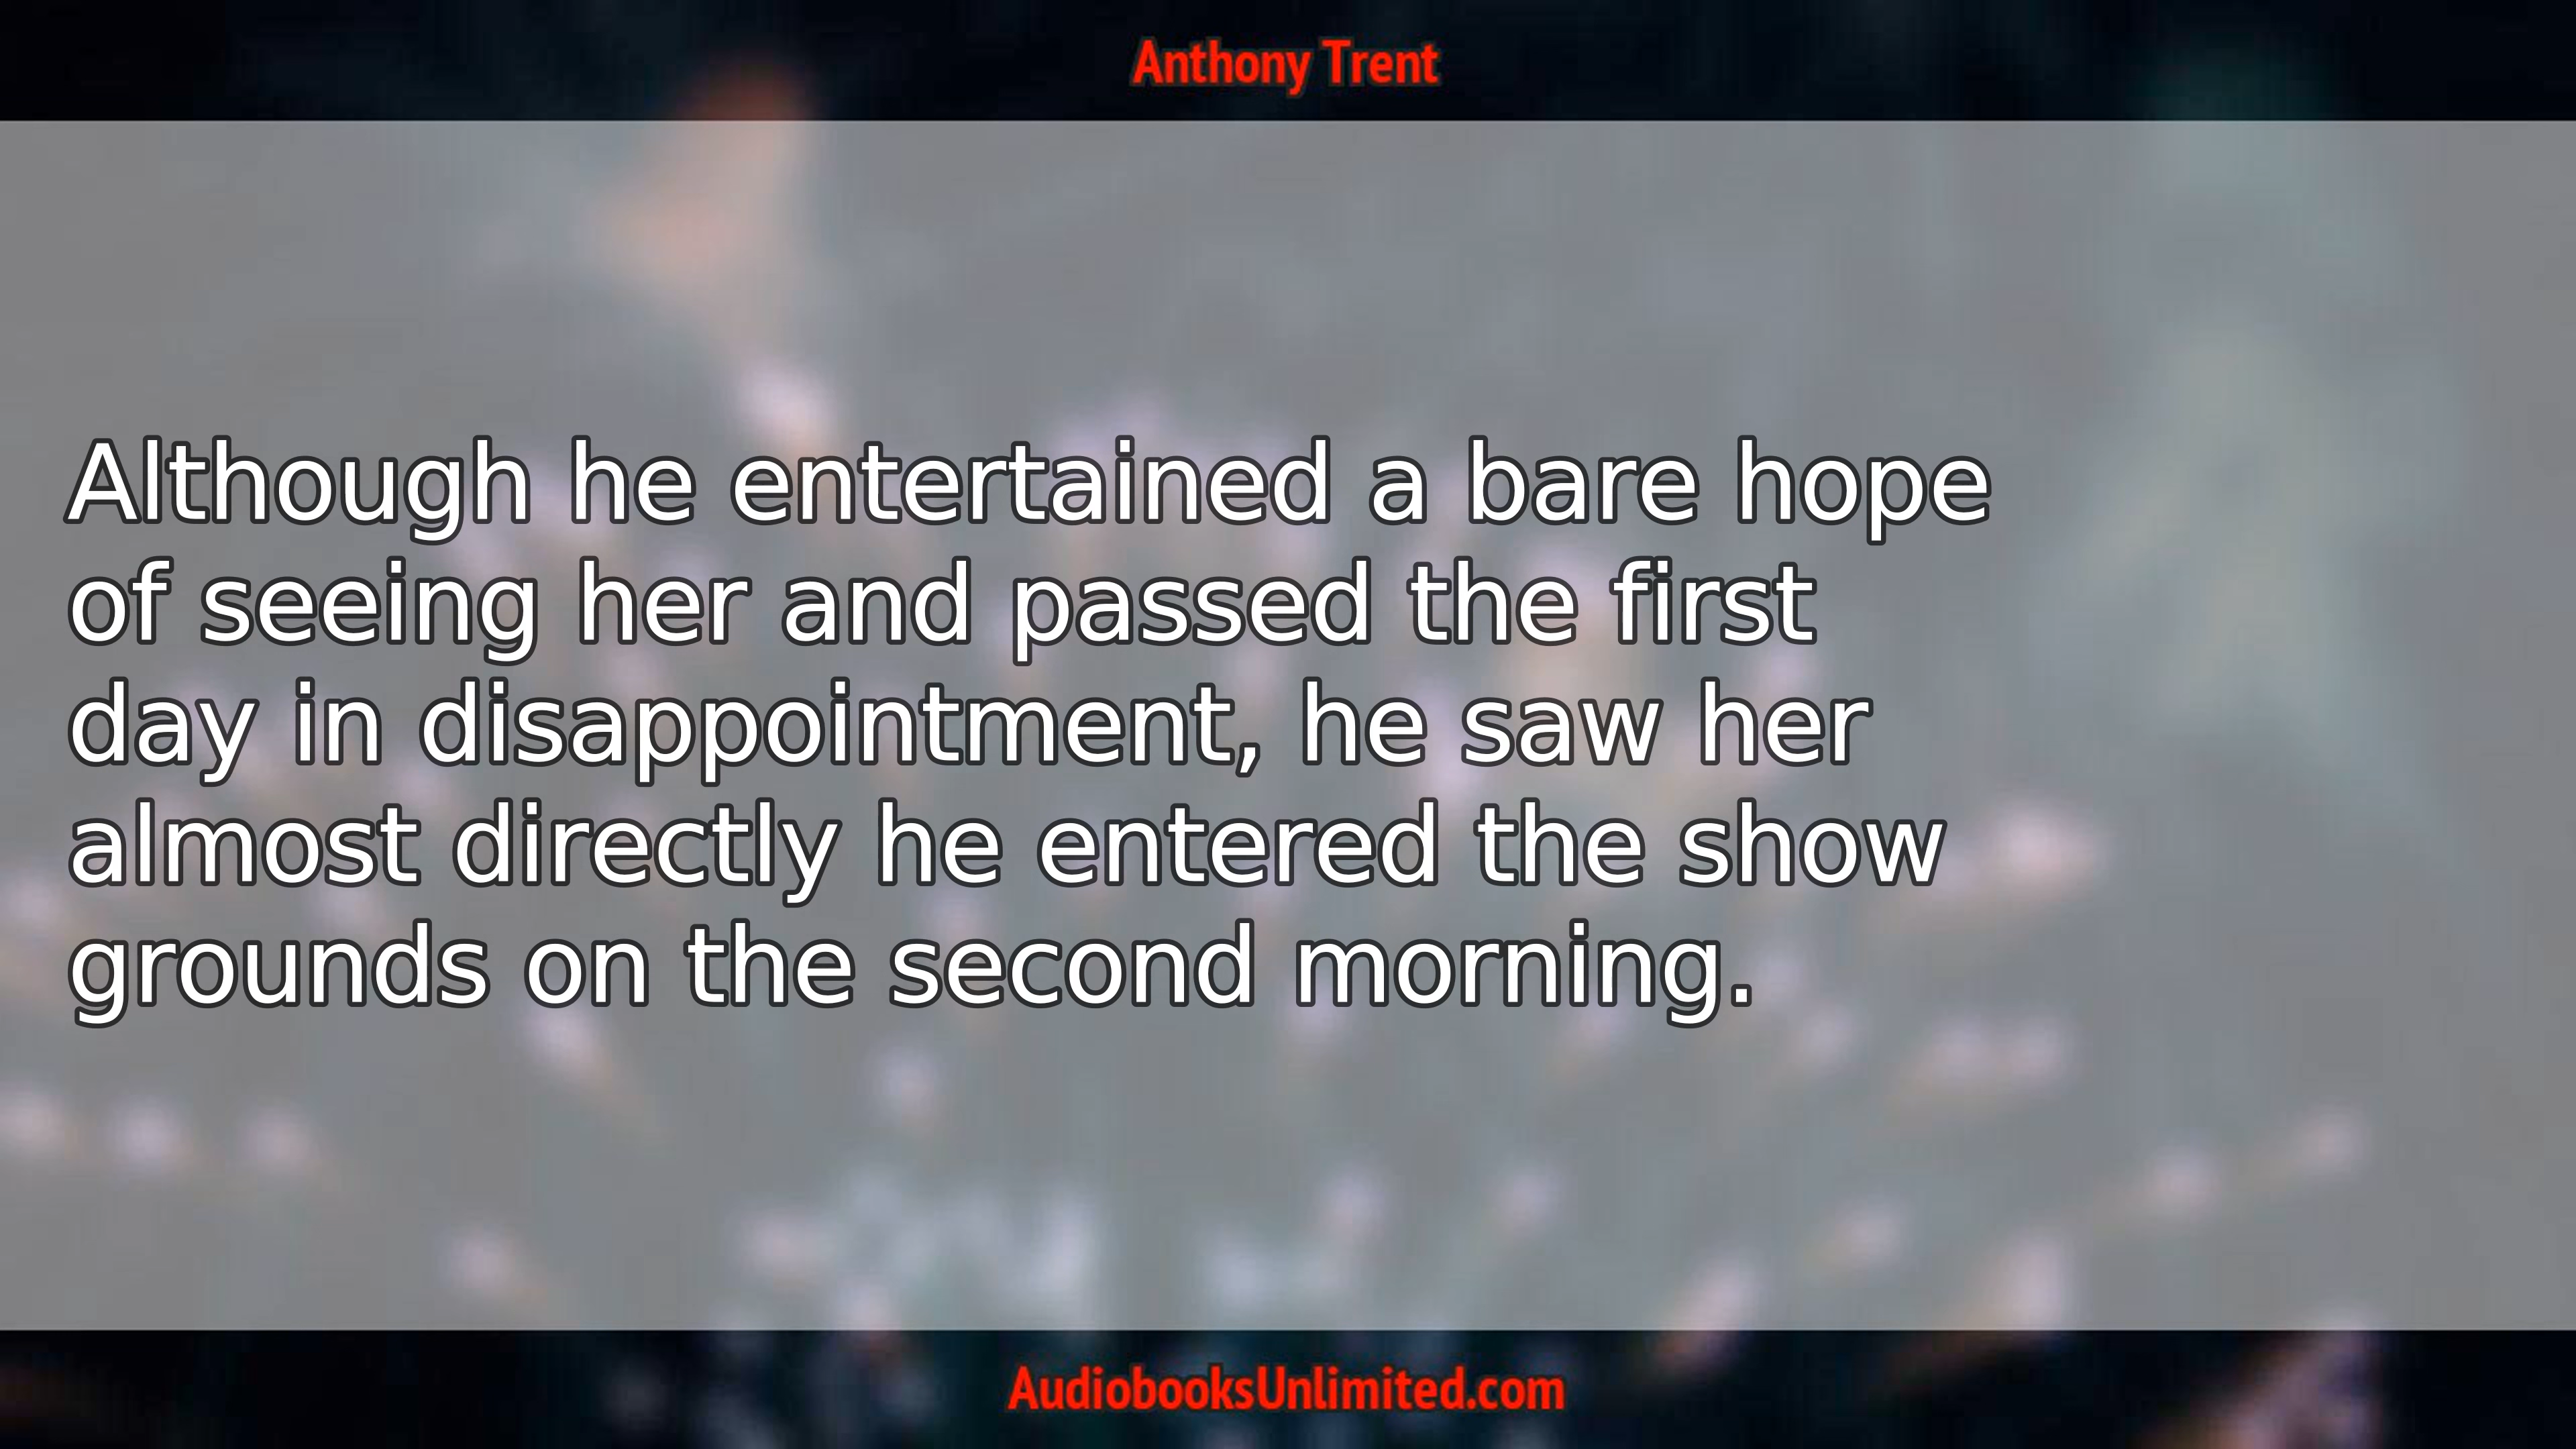 Anthony Trent
Although he entertained a bare hope
of seeing her and passed the first
day in disappointment, he saw her
almost directly he entered the show
grounds on the second morning.
AudiobooksUnlimited.com